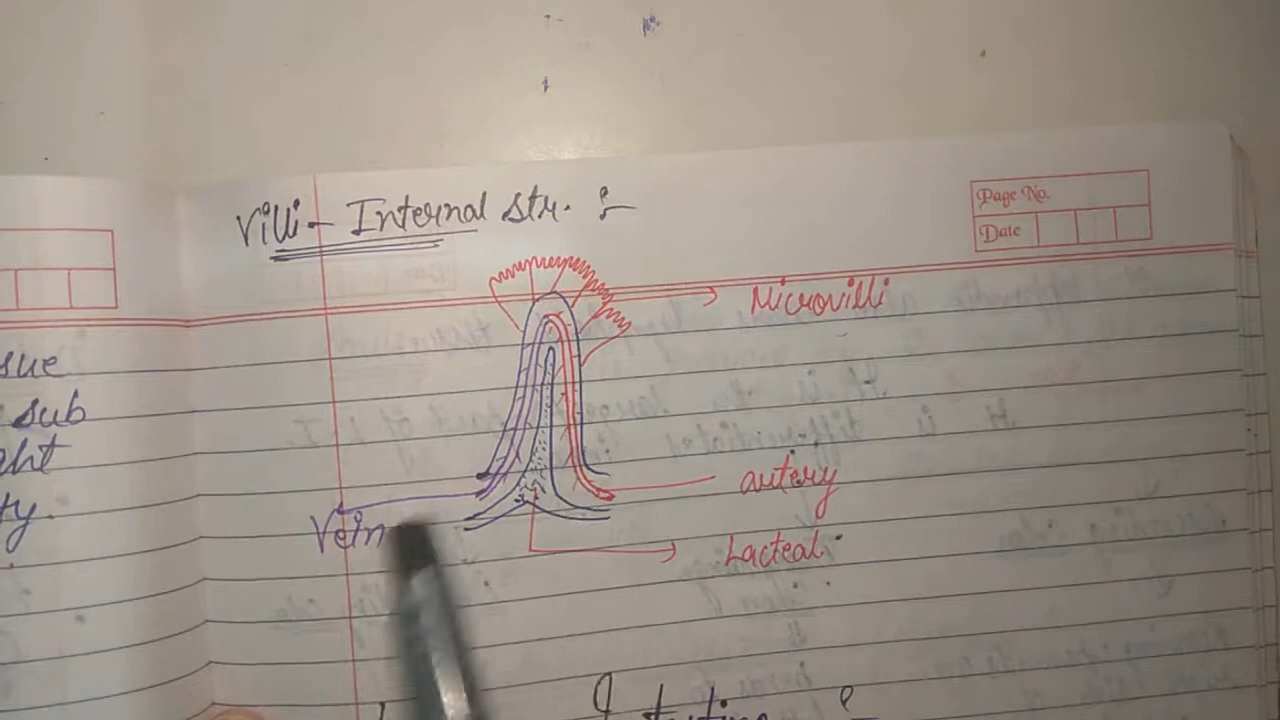 sue
sub
ght
ty.
Villi - Internal str. :-
Page No.
Date
Microvilli
artery
Vein
Lacteal.